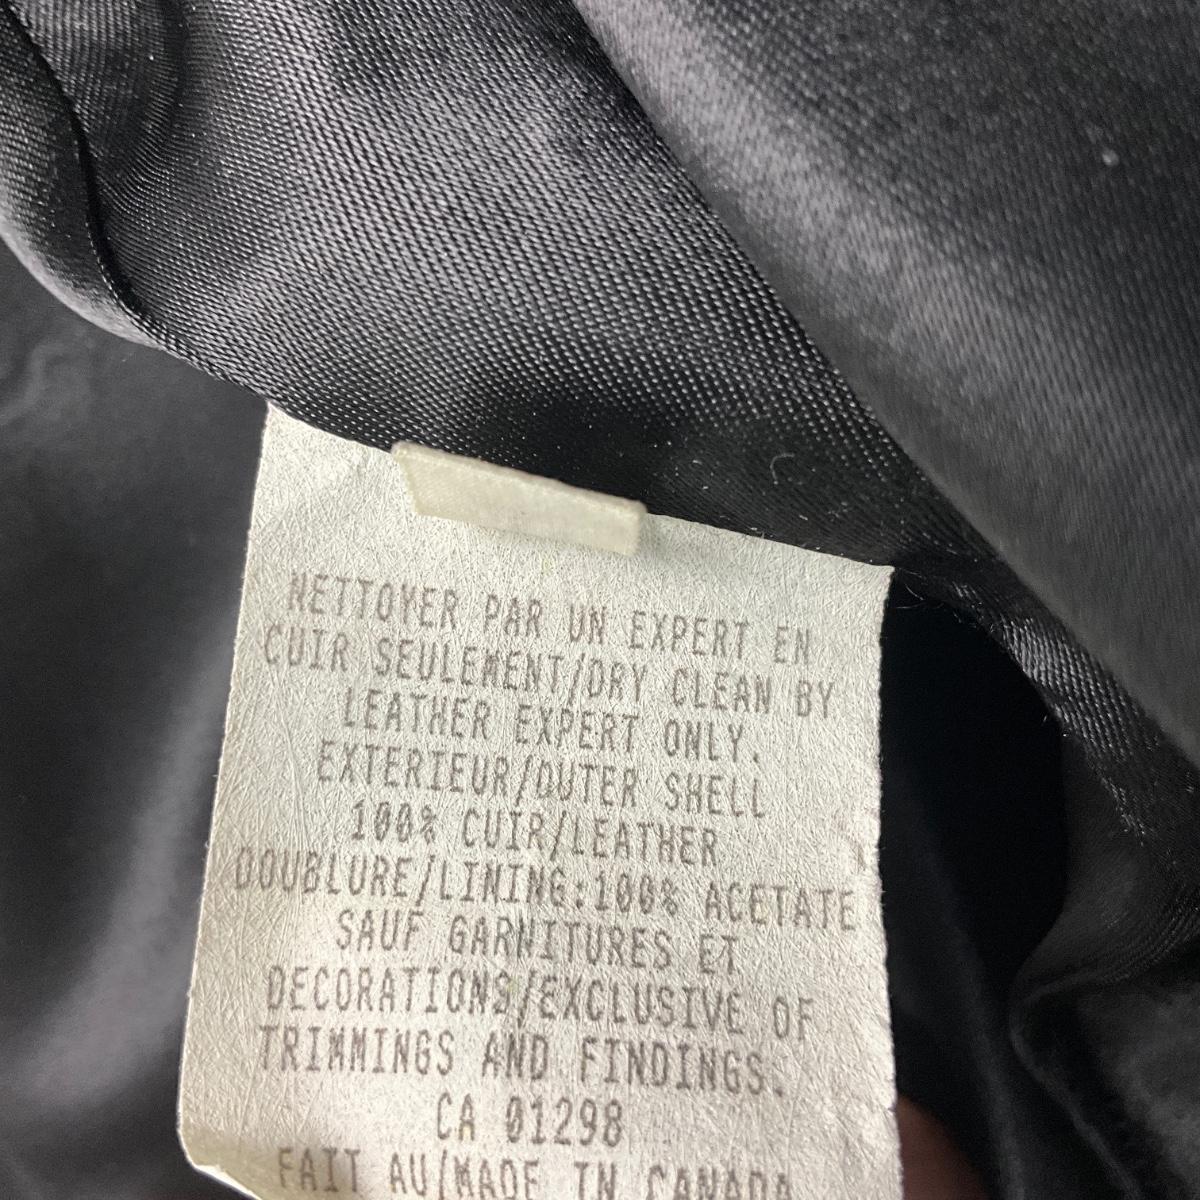 NETTOYER PAR UN EXPERT EN
CUIR SEULEMENT/DRY CLEAN BY
LEATHER EXPERT ONLY.
EXTERIEUR/OUTER SHELL
100% CUIR/LEATHER
DOUBLURE/LINING:100% ACETATE
SAUF GARNITURES ET
DECORATIONS/EXCLUSIVE OF
TRIMMINGS AND FINDINGS.
CA 01298
FAIT AU/MADE IN CANADA